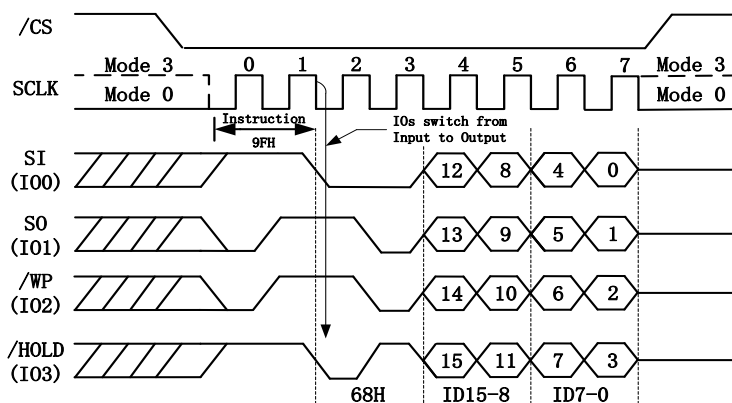 /CS
Mode 3
0 1 2 3 4 5 6 7
Mode 3
SCLK
Mode 0
Mode 0
Instruction
9FH
IOs switch from
Input to Output
SI
(IO0)
12 8 4 0
SO
(IO1)
13 9 5 1
/WP
(IO2)
14 10 6 2
/HOLD
(IO3)
15 11 7 3
68H
ID15-8
ID7-0